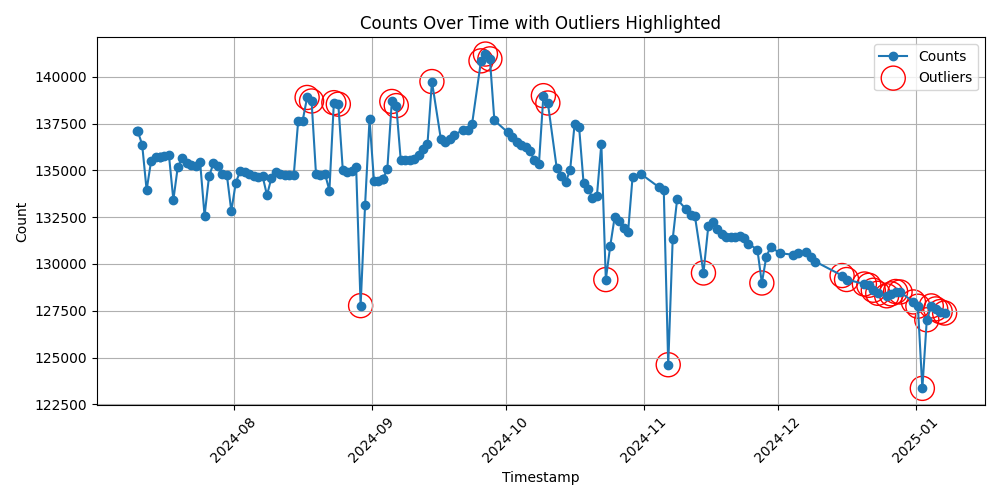 Counts Over Time with Outliers Highlighted
Counts
Outliers
Count
140000
137500
135000
132500
130000
127500
125000
122500
2024-08
2024-09
2024-10
2024-11
2024-12
2025-01
Timestamp